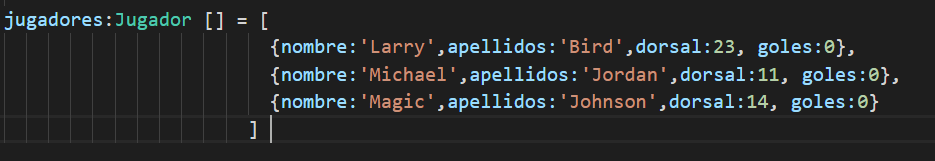 jugadores:Jugador [] = [
{nombre:'Larry',apellidos:'Bird',dorsal:23, goles:0},
{nombre:'Michael',apellidos:'Jordan',dorsal:11, goles:0},
{nombre:'Magic',apellidos:'Johnson',dorsal:14, goles:0}
]